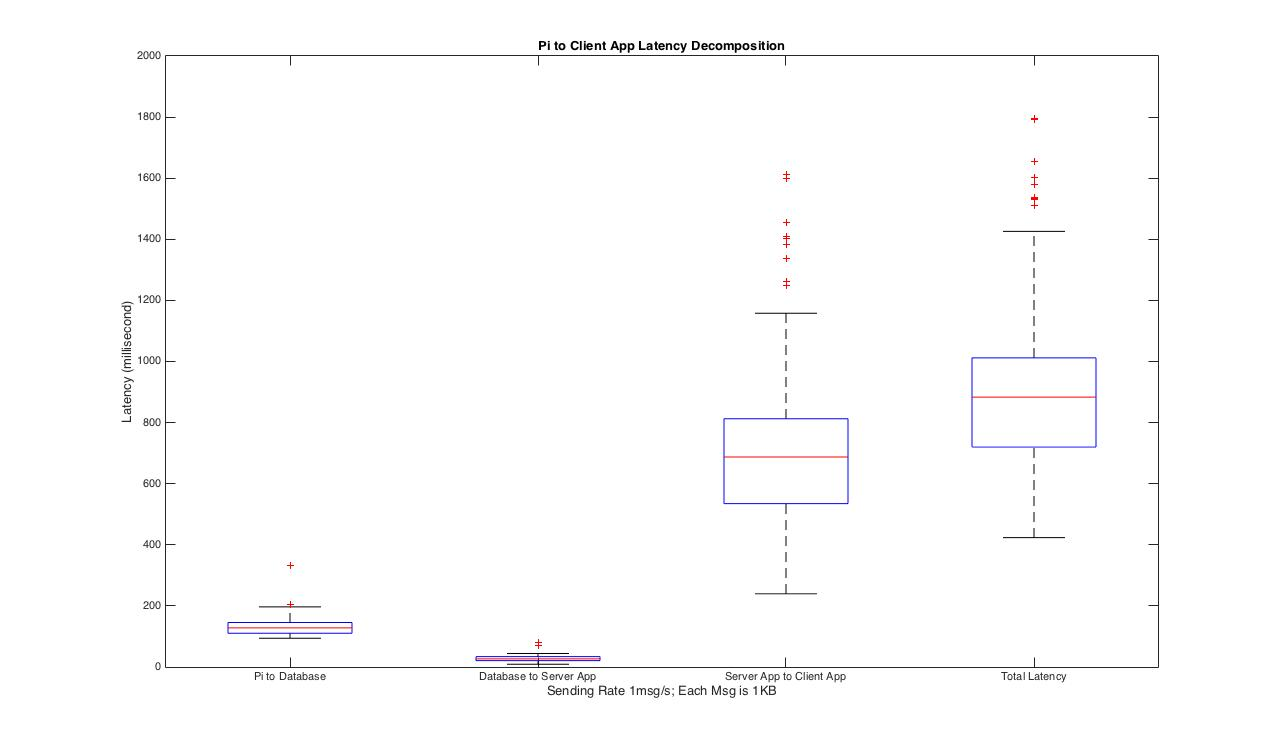 Pi to Client App Latency Decomposition
2000
1800
1600
1400
1200
1000
800
600
400
200
0
Latency (millisecond)
Pi to Database
Database to Server App
Server App to Client App
Total Latency
Sending Rate 1msg/s; Each Msg is 1KB